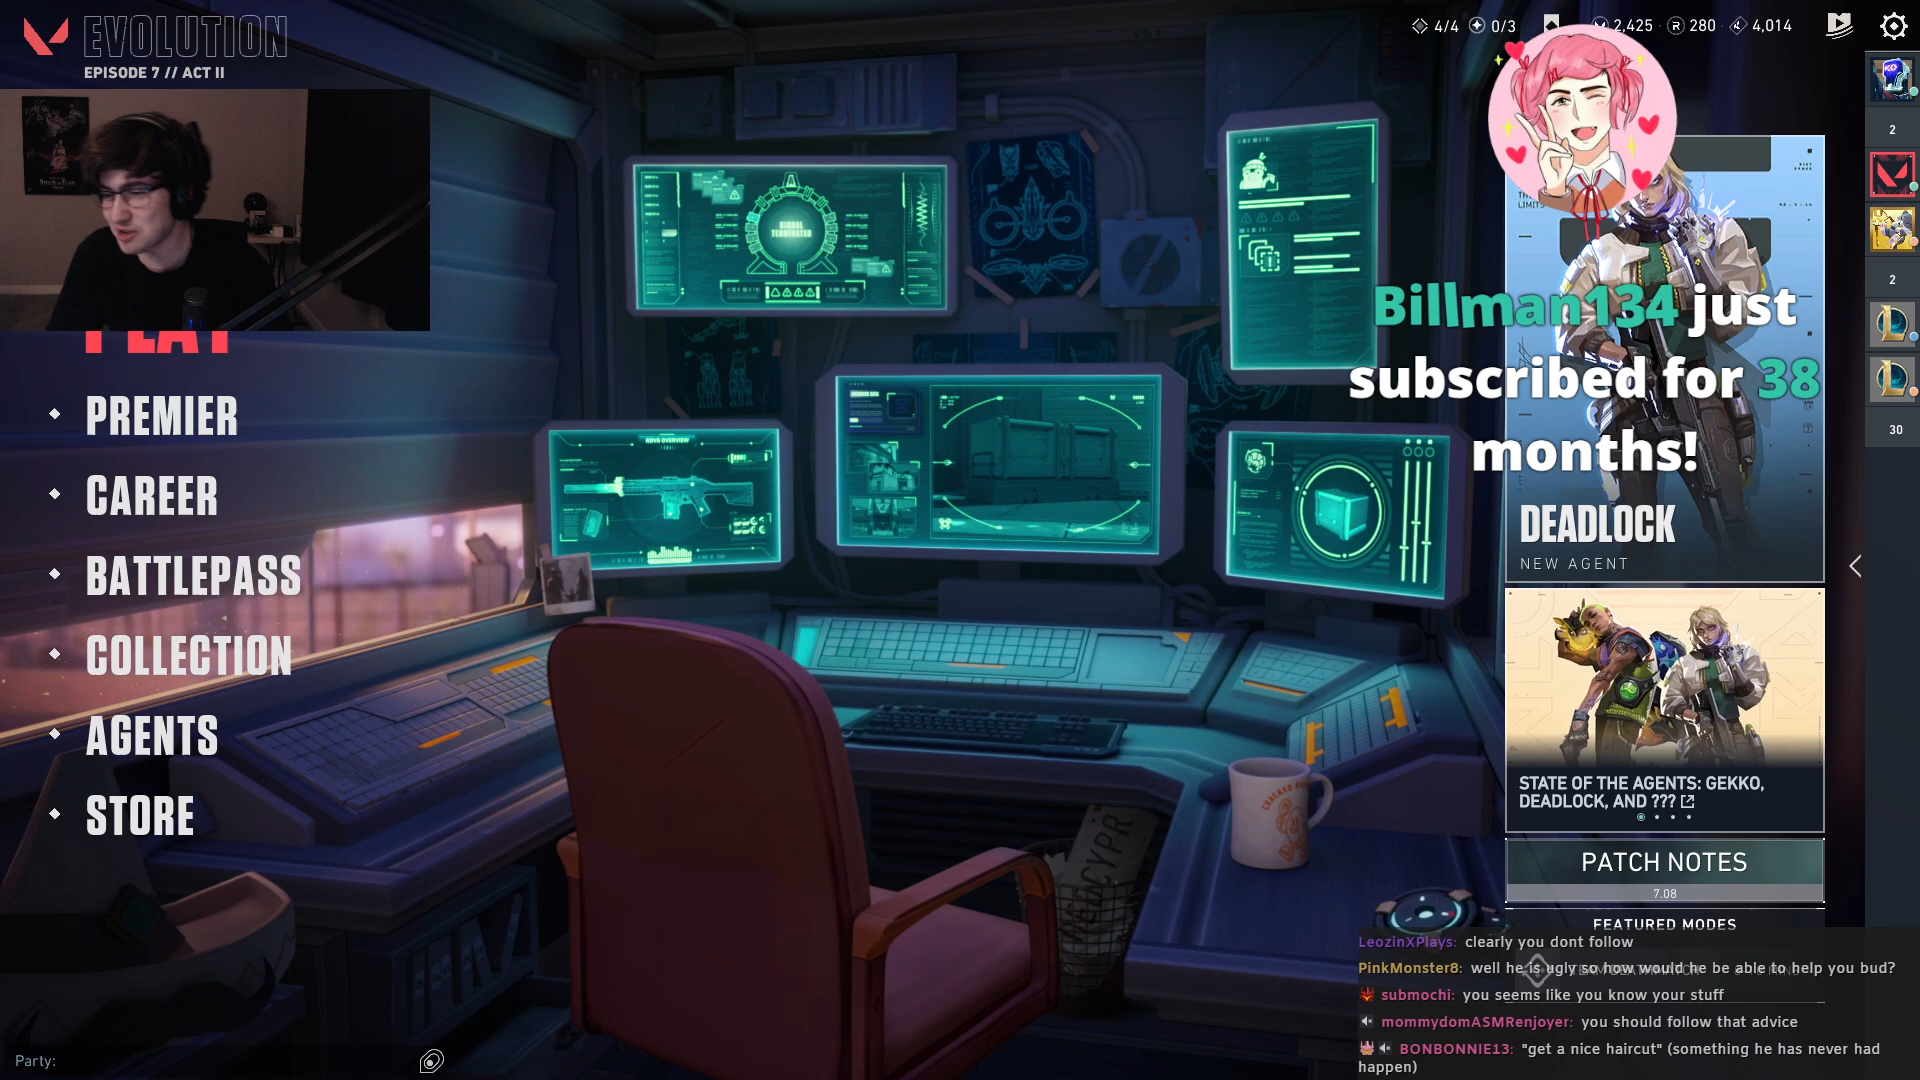 EVOLUTION
EPISODE 7 // ACT II
4/4 0/3 2,425 R 280 4,014
PLAY
PREMIER
CAREER
BATTLEPASS
COLLECTION
AGENTS
STORE
Party:
SIGNAL
TERMINATED
OVERVIEW
Billman134 just
subscribed for 38
months!
DEADLOCK
NEW AGENT
STATE OF THE AGENTS: GEKKO,
DEADLOCK, AND ???
PATCH NOTES
7.08
FEATURED MODES
LeozinXPlays: clearly you dont follow
PinkMonster8: well he is ugly so how would he be able to help you bud?
submochi: you seems like you know your stuff
mommydomASMRenjoyer: you should follow that advice
BONBONNIE13: "get a nice haircut" (something he has never had
happen)
2
2
30